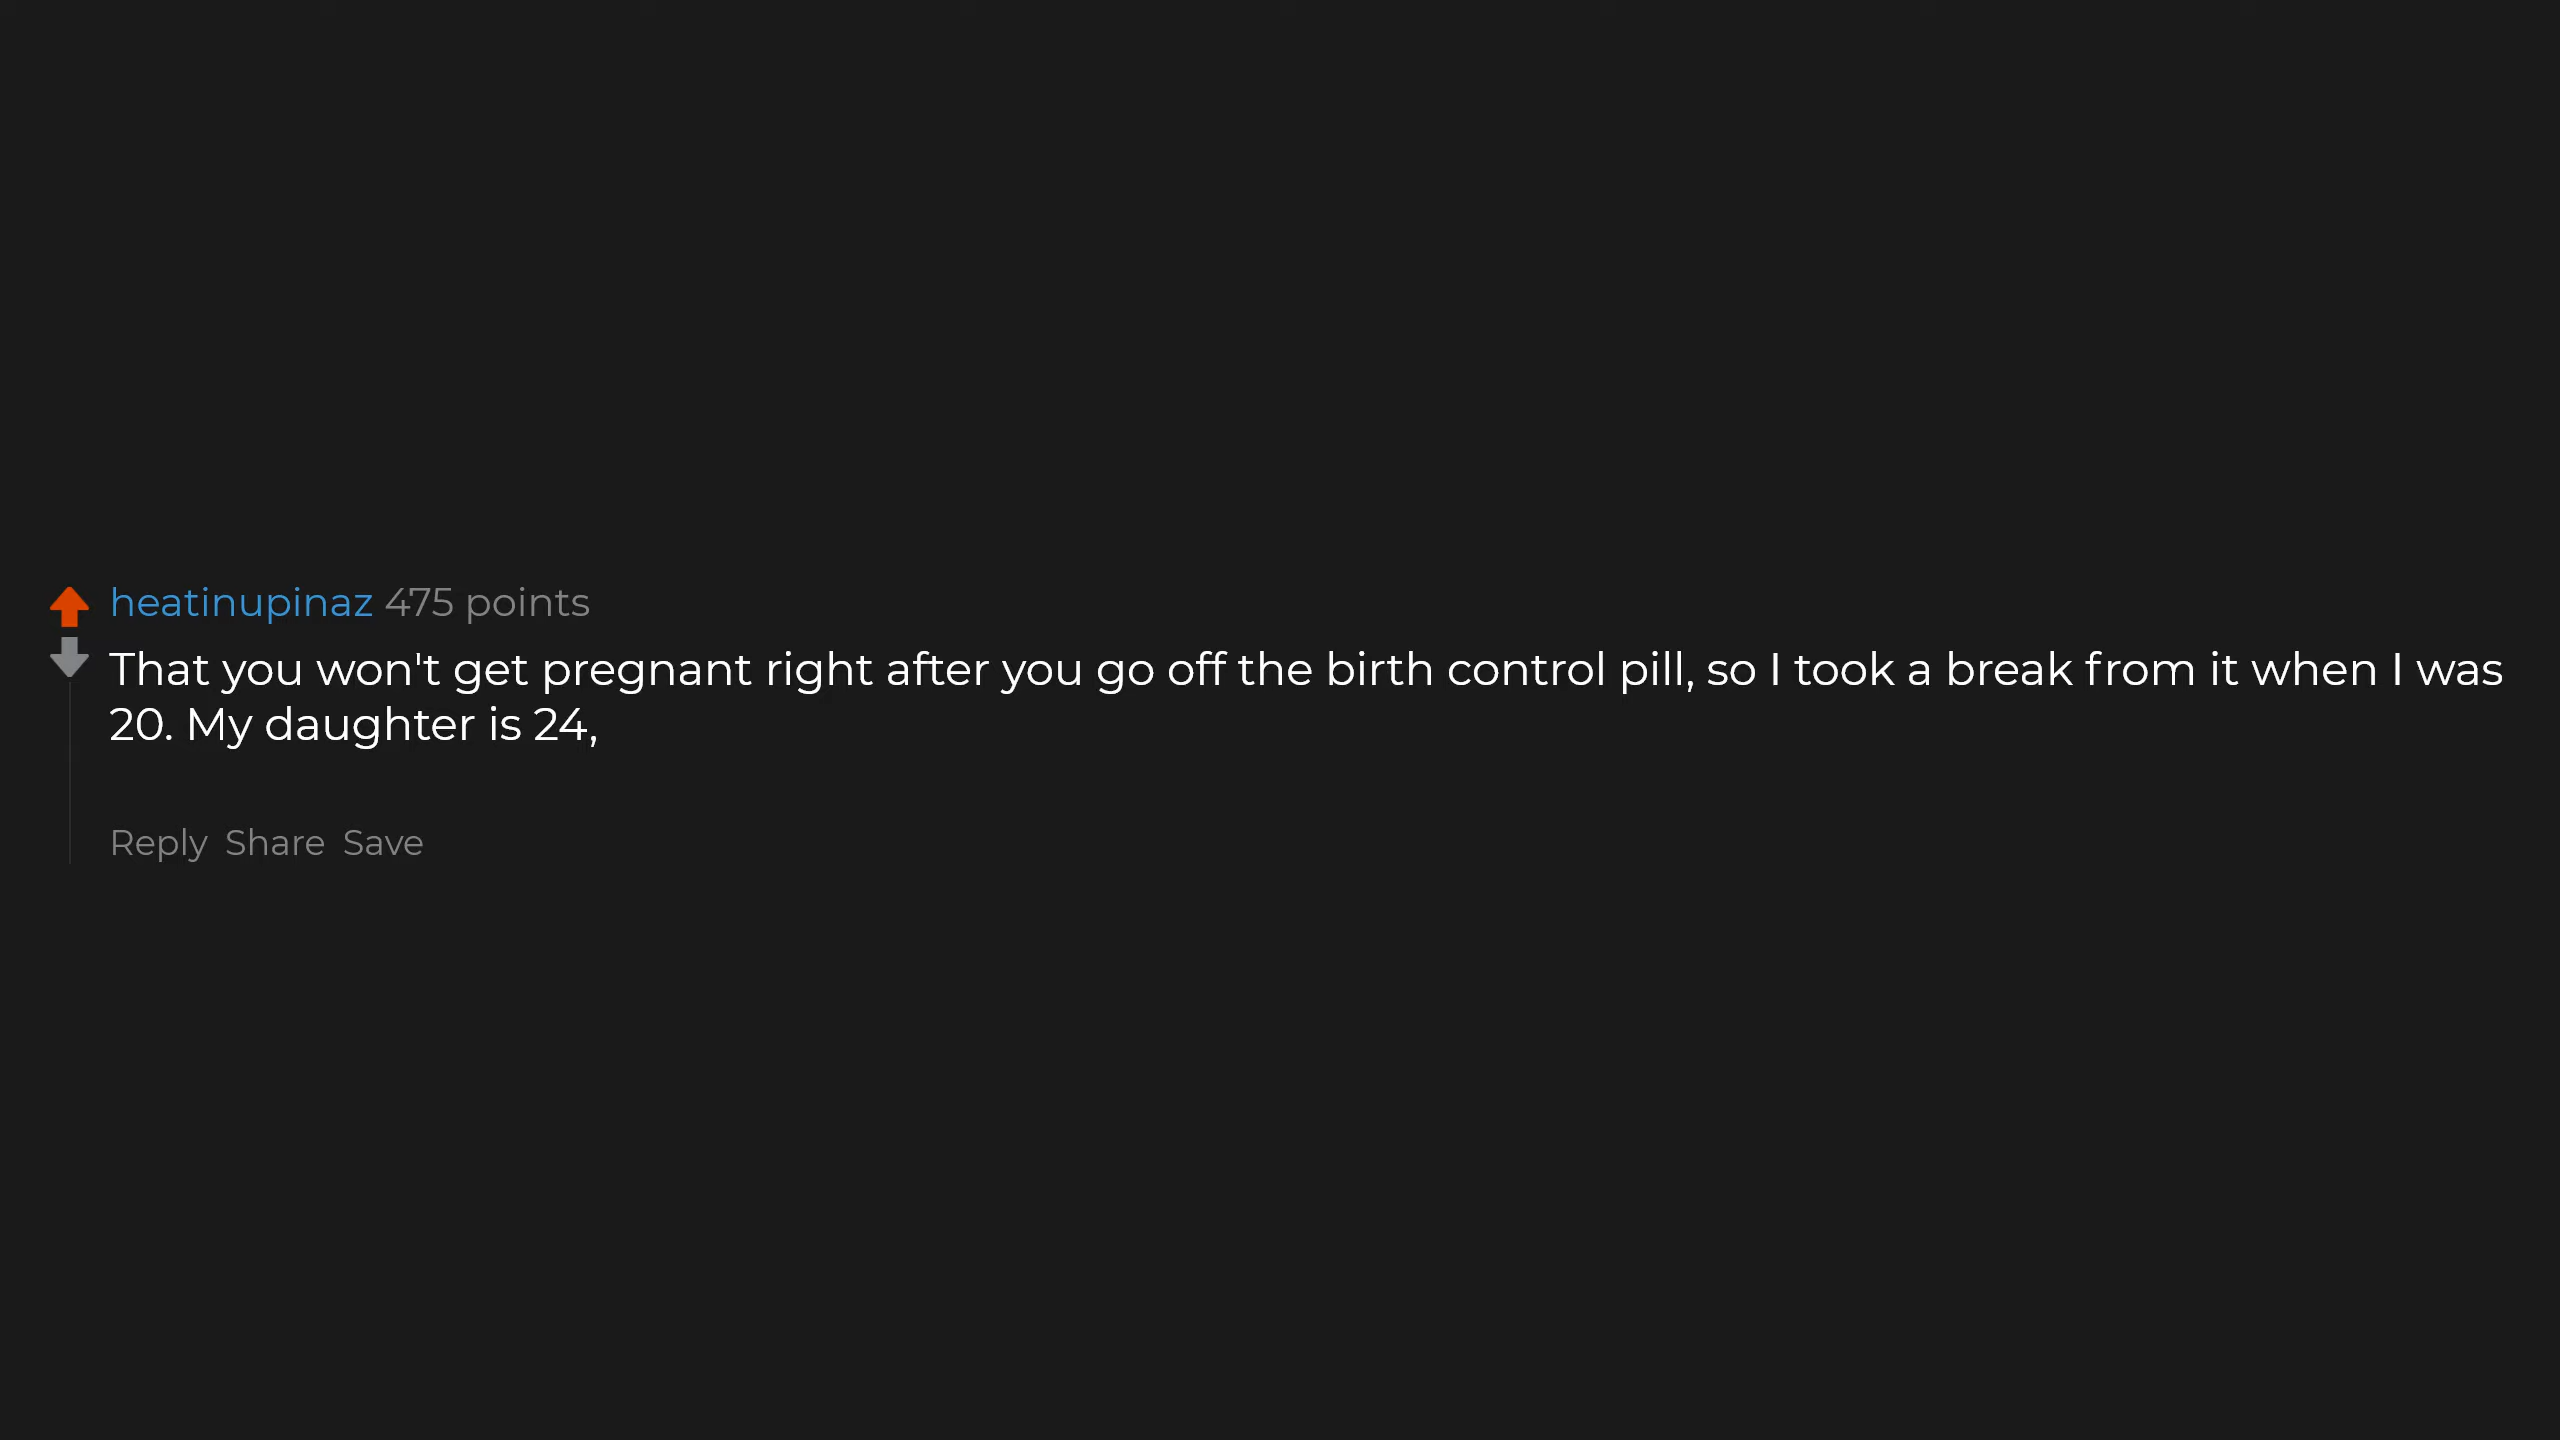 heatinupinaz 475 points
That you won't get pregnant right after you go off the birth control pill, so I took a break from it when I was
20. My daughter is 24,
Reply Share Save